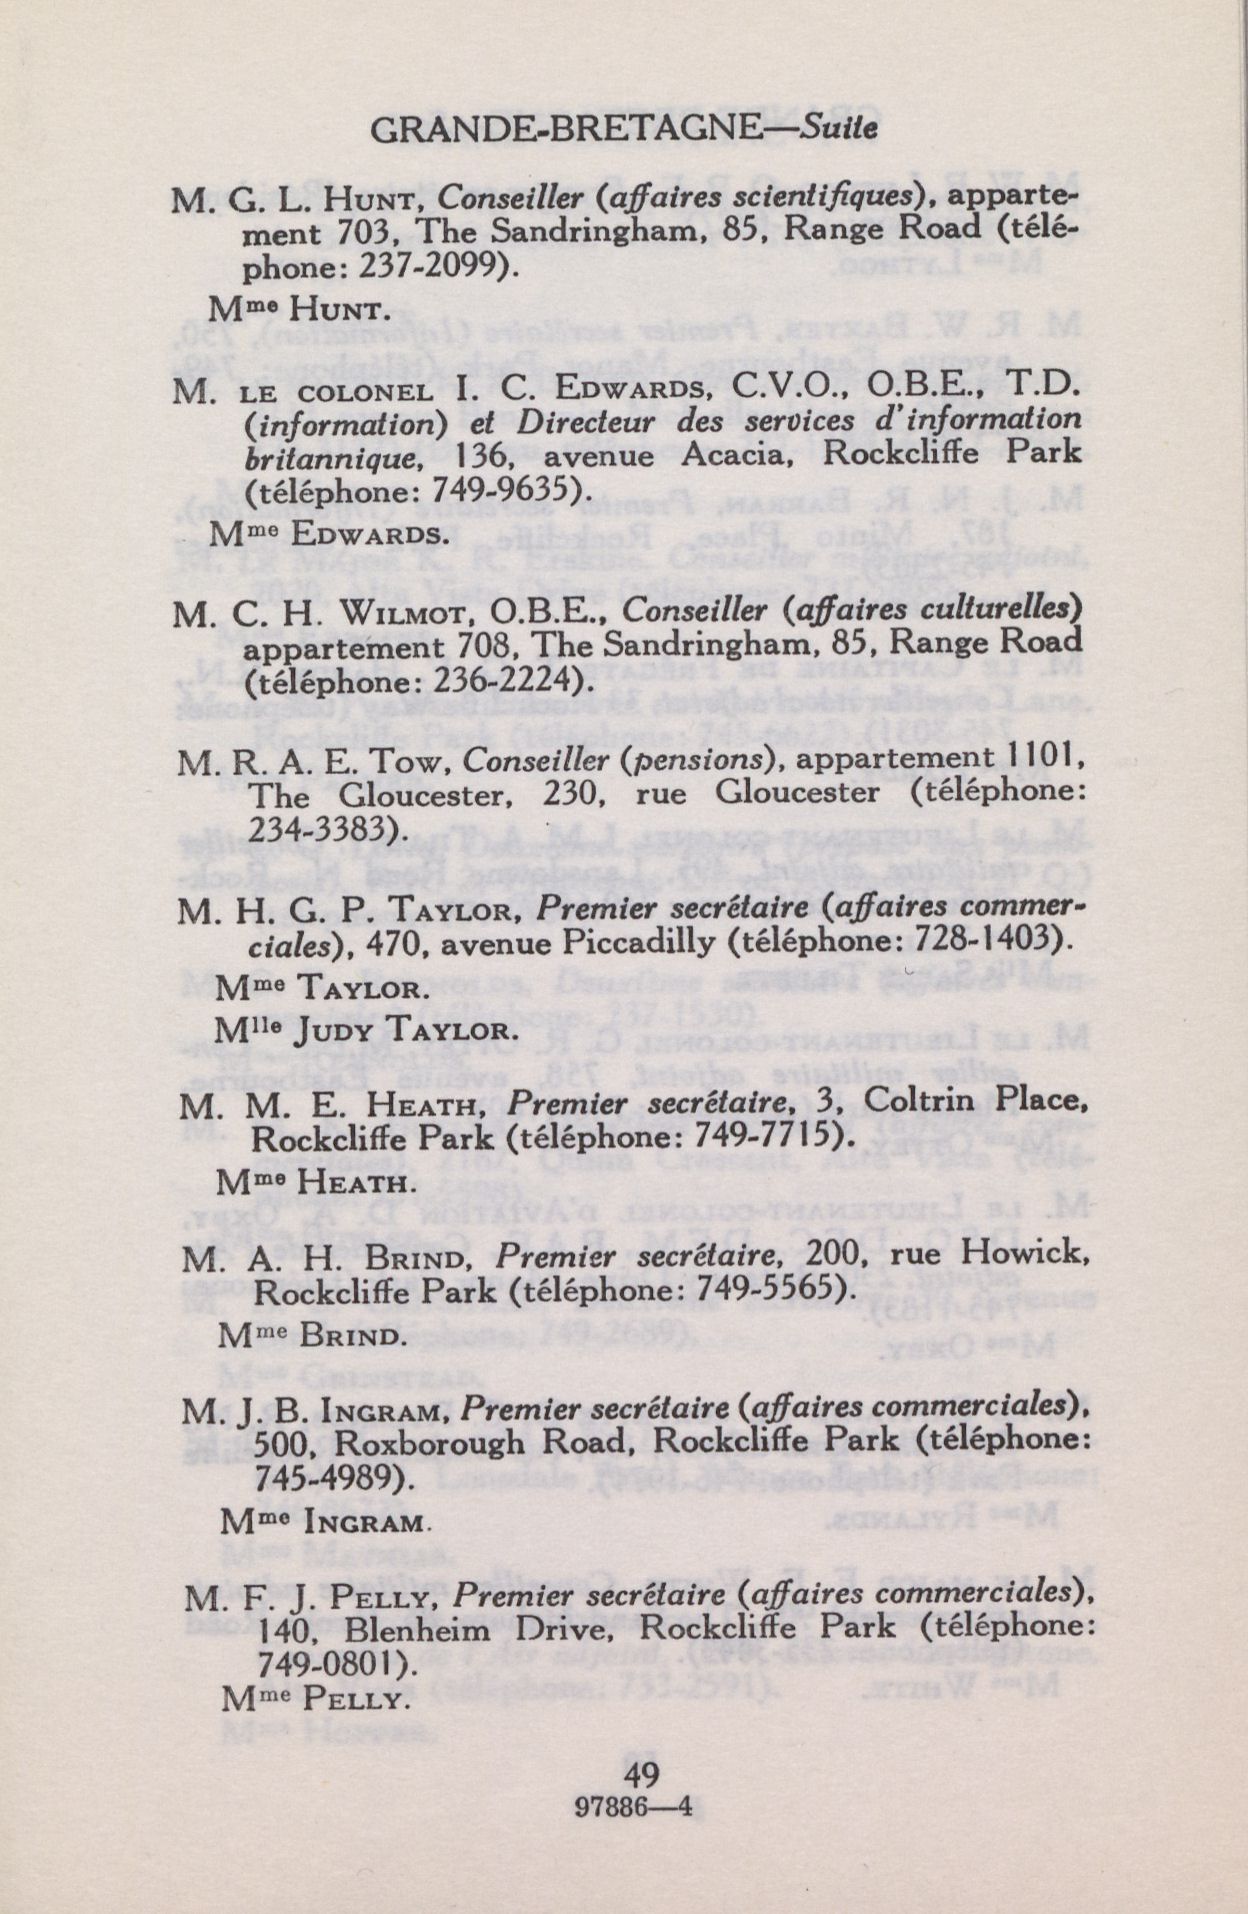 GRANDE-BRETAGNE—Suite
M. G. L. HUNT, Conseiller (affaires scientifiques), apparte-
ment 703, The Sandringham, 85, Range Road (télé-
phone: 237-2099).
Mme HUNT.
M. LE COLONEL I. C. EDWARDS, C.V.O., O.B.E., T.D.
(information) et Directeur des services d'information
britannique, 136, avenue Acacia, Rockcliffe Park
(téléphone: 749-9635).
Mme EDWARDS.
M. C. H. WILMOT, O.B.E., Conseiller (affaires culturelles)
appartement 708, The Sandringham, 85, Range Road
(téléphone: 236-2224).
M. R. A. E. TOW, Conseiller (pensions), appartement 1101,
The Gloucester, 230, rue Gloucester (téléphone:
234-3383).
M. H. G. P. TAYLOR, Premier secrétaire (affaires commer-
ciales), 470, avenue Piccadilly (téléphone: 728-1403).
Mme TAYLOR.
Mlle JUDY TAYLOR.
M. M. E. HEATH, Premier secrétaire, 3, Coltrin Place,
Rockcliffe Park (téléphone: 749-7715).
Mme HEATH.
M. A. H. BRIND, Premier secrétaire, 200, rue Howick,
Rockcliffe Park (téléphone: 749-5565).
Mme BRIND.
M. J. B. INGRAM, Premier secrétaire (affaires commerciales),
500, Roxborough Road, Rockcliffe Park (téléphone:
745-4989).
Mme INGRAM.
M. F. J. PELLY, Premier secrétaire (affaires commerciales),
140, Blenheim Drive, Rockcliffe Park (téléphone:
749-0801).
Mme PELLY.
49
97886—4